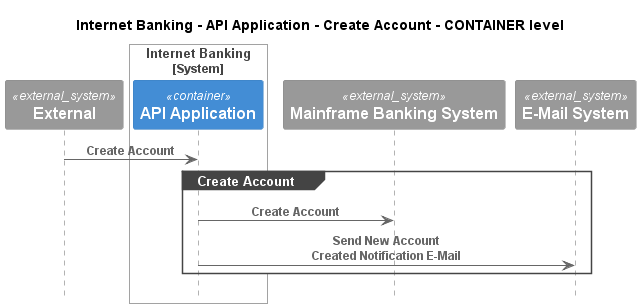 Internet Banking - API Application - Create Account - CONTAINER level
Internet Banking
[System]
«external_system»
External
«container»
API Application
«external_system»
Mainframe Banking System
«external_system»
E-Mail System
Create Account
Create Account
Create Account
Send New Account
Created Notification E-Mail